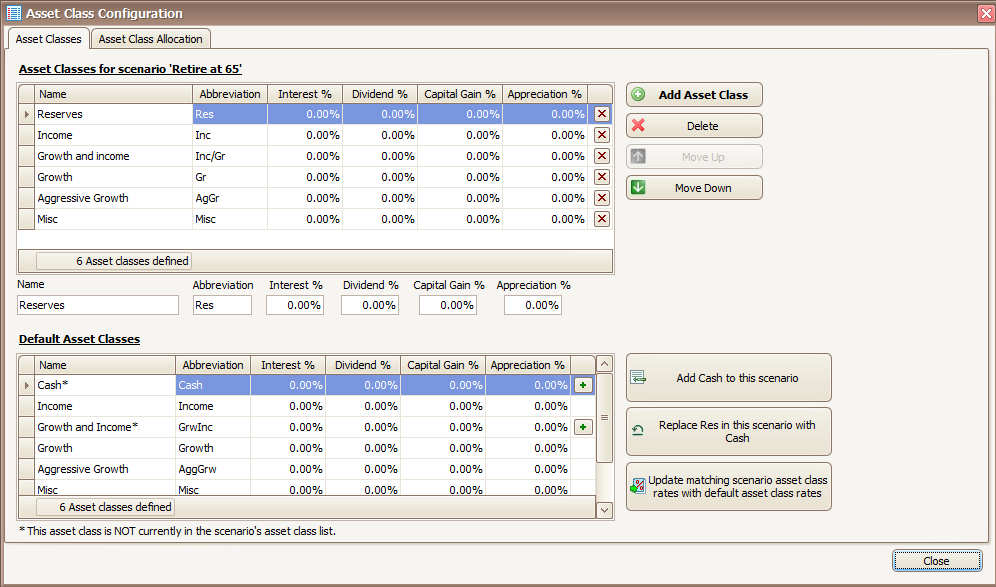 Asset Class Configuration
Asset Classes Asset Class Allocation
Asset Classes for scenario 'Retire at 65'
Name Abbreviation Interest % Dividend % Capital Gain % Appreciation %
Reserves Res 0.00% 0.00% 0.00% 0.00%
Income Inc 0.00% 0.00% 0.00% 0.00%
Growth and income Inc/Gr 0.00% 0.00% 0.00% 0.00%
Growth Gr 0.00% 0.00% 0.00% 0.00%
Aggressive Growth AgGr 0.00% 0.00% 0.00% 0.00%
Misc Misc 0.00% 0.00% 0.00% 0.00%
6 Asset classes defined
Add Asset Class
Delete
Move Up
Move Down
Name Abbreviation Interest % Dividend % Capital Gain % Appreciation %
Reserves Res 0.00% 0.00% 0.00% 0.00%
Default Asset Classes
Name Abbreviation Interest % Dividend % Capital Gain % Appreciation %
Cash* Cash 0.00% 0.00% 0.00% 0.00%
Income Income 0.00% 0.00% 0.00% 0.00%
Growth and Income* GrwInc 0.00% 0.00% 0.00% 0.00%
Growth Growth 0.00% 0.00% 0.00% 0.00%
Aggressive Growth AggGrw 0.00% 0.00% 0.00% 0.00%
Misc Misc 0.00% 0.00% 0.00% 0.00%
6 Asset classes defined
Add Cash to this scenario
Replace Res in this scenario with
Cash
Update matching scenario asset class
rates with default asset class rates
* This asset class is NOT currently in the scenario's asset class list.
Close